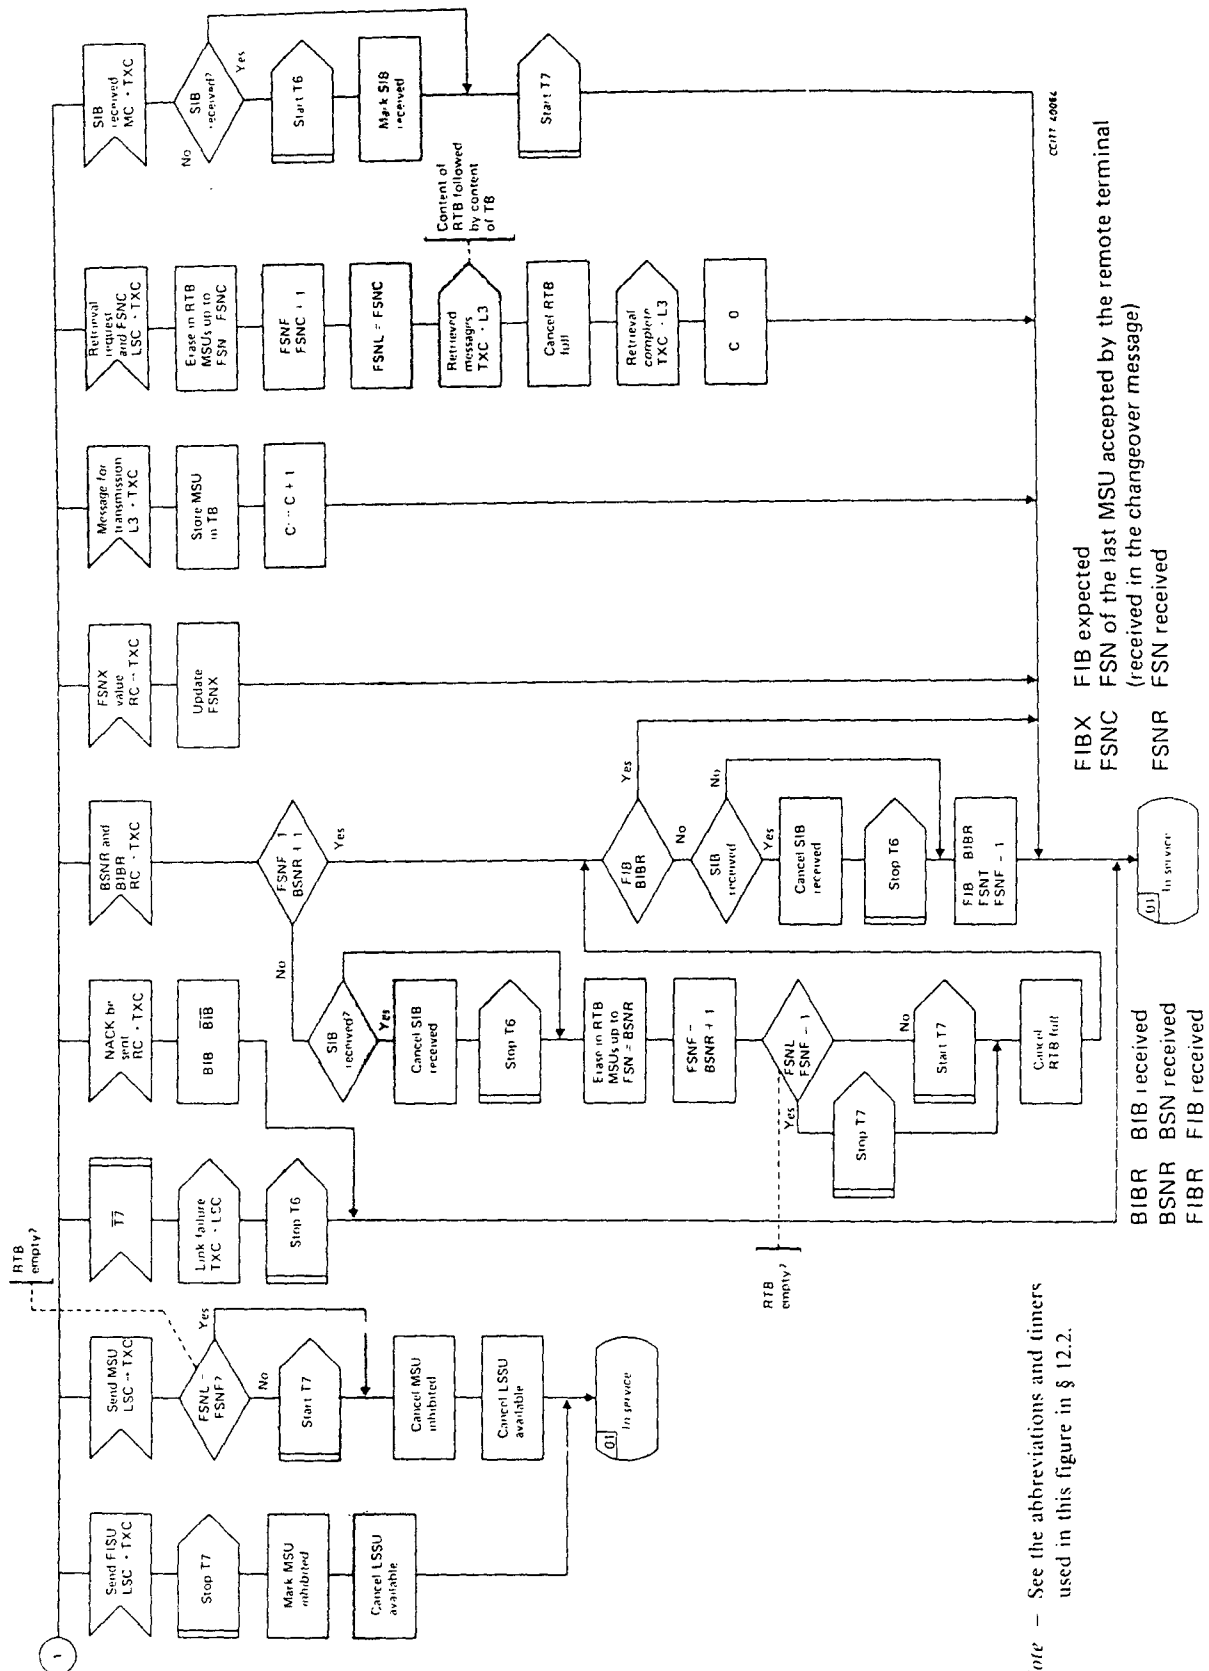 1
Send FISU
LSC · TXC
Stop T7
Mark MSU
inhibited
Cancel LSSU
available
Send MSU
LSC → TXC
RTB
empty?
FSNL -
FSNF?
Yes
No
Start T7
Cancel MSU
inhibited
Cancel LSSU
available
01
In service
T7
Link failure
TXC · LSC
Stop T6
NACK be
sent
RC · TXC
BIB BIB
BSNR and
BIBR
RC · TXC
FSNF
BSNR + 1
No
Yes
SIB
received?
Yes
Cancel SIB
received
Stop T6
Erase in RTB
MSUs up to
FSN = BSNR
FSNF -
BSNR + 1
RTB
empty?
FSNL
FSNF - 1
Yes
No
Stop T7
Start T7
Cancel
RTB full
FIB
BIBR
Yes
No
SIB
received
No
Yes
Cancel SIB
received
Stop T6
FIB BIBR
FSNT
FSNF - 1
01
In service
FSNX
value
RC → TXC
Update
FSNX
Message for
transmission
L3 · TXC
Store MSU
in TB
C - C + 1
Retrieval
request
and FSNC
LSC · TXC
Erase in RTB
MSUs up to
FSN FSNC
FSNF
FSNC + 1
FSNL = FSNC
Retrieved
messages
TXC · L3
Content of
RTB followed
by content
of TB
Cancel RTB
full
Retrieval
complete
TXC · L3
C 0
SIB
received
MC · TXC
SIB
received?
No
Yes
Start T6
Mark SIB
received
Start T7
BIBR BIB received
BSNR BSN received
FIBR FIB received
FIBX FIB expected
FSNC FSN of the last MSU accepted by the remote terminal
(received in the changeover message)
FSNR FSN received
ote – See the abbreviations and timers
used in this figure in § 12.2.